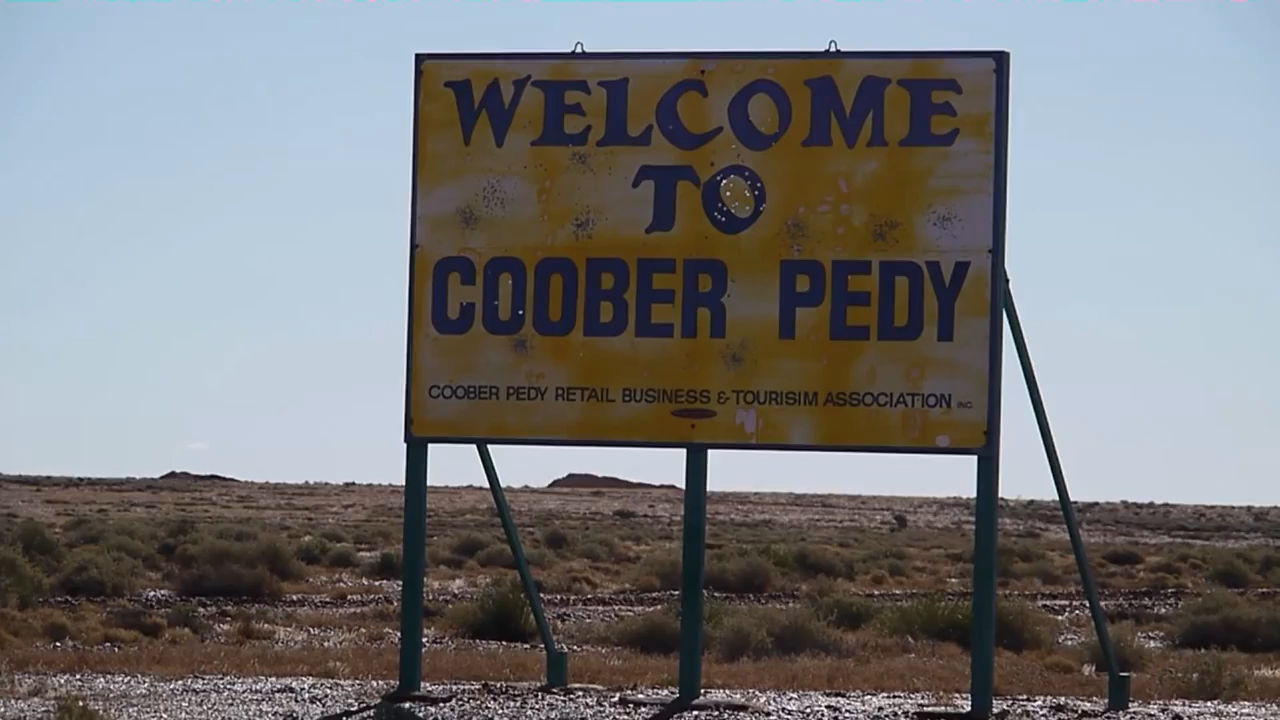 WELCOME
TO
COOBER PEDY
COOBER PEDY RETAIL BUSINESS & TOURISIM ASSOCIATION INC.